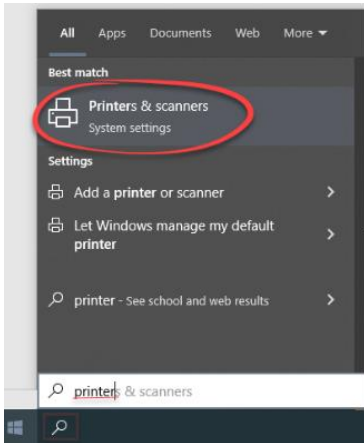 All Apps Documents Web More
Best match
Printers & scanners
System settings
Settings
Add a printer or scanner
Let Windows manage my default
printer
printer - See school and web results
printers & scanners